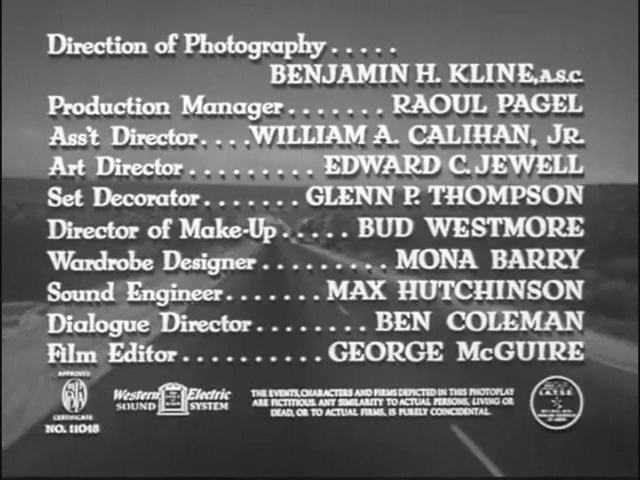 Direction of Photography . . . . .
BENJAMIN H. KLINE, A.S.C.
Production Manager . . . . . . . RAOUL PAGEL
Ass't Director . . . . WILLIAM A. CALIHAN, JR.
Art Director . . . . . . . . . EDWARD C. JEWELL
Set Decorator . . . . . . . GLENN P. THOMPSON
Director of Make-Up . . . . . BUD WESTMORE
Wardrobe Designer . . . . . . . . . MONA BARRY
Sound Engineer . . . . . . . MAX HUTCHINSON
Dialogue Director . . . . . . . . BEN COLEMAN
Film Editor . . . . . . . . . . GEORGE McGUIRE
APPROVED
CERTIFICATE
NO. 11048
Western Electric
SOUND SYSTEM
THE EVENTS, CHARACTERS AND FIRMS DEPICTED IN THIS PHOTOPLAY
ARE FICTITIOUS. ANY SIMILARITY TO ACTUAL PERSONS, LIVING OR
DEAD, OR TO ACTUAL FIRMS, IS PURELY COINCIDENTAL.
I.A.T.S.E.